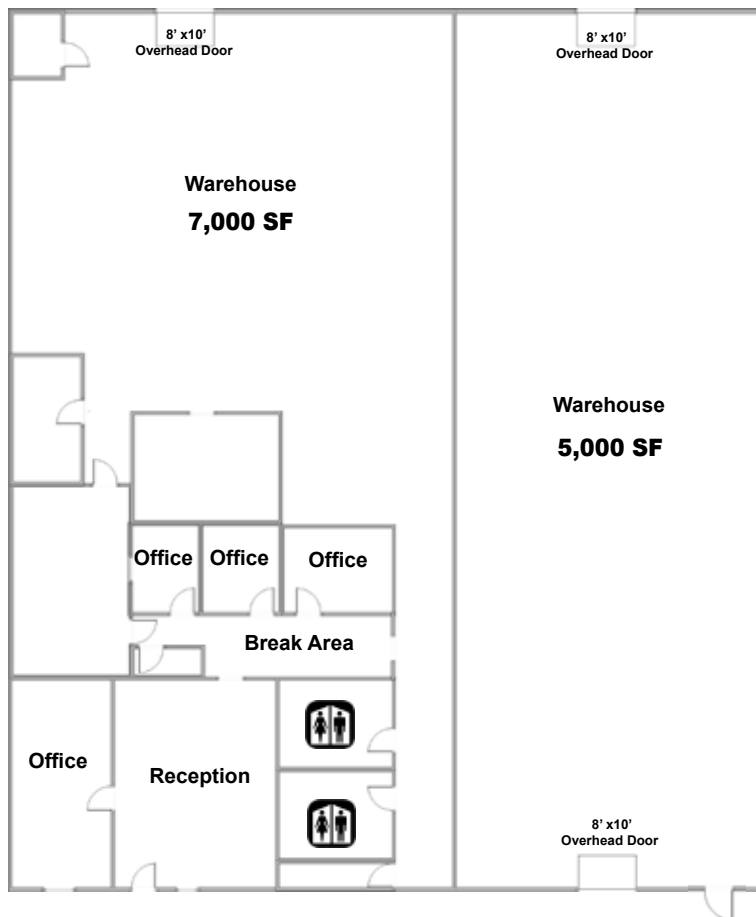 8’ x10’
Overhead Door
8’ x10’
Overhead Door
Warehouse
7,000 SF
Warehouse
5,000 SF
Office
Office
Office
Break Area
Office
Reception
8’ x10’
Overhead Door